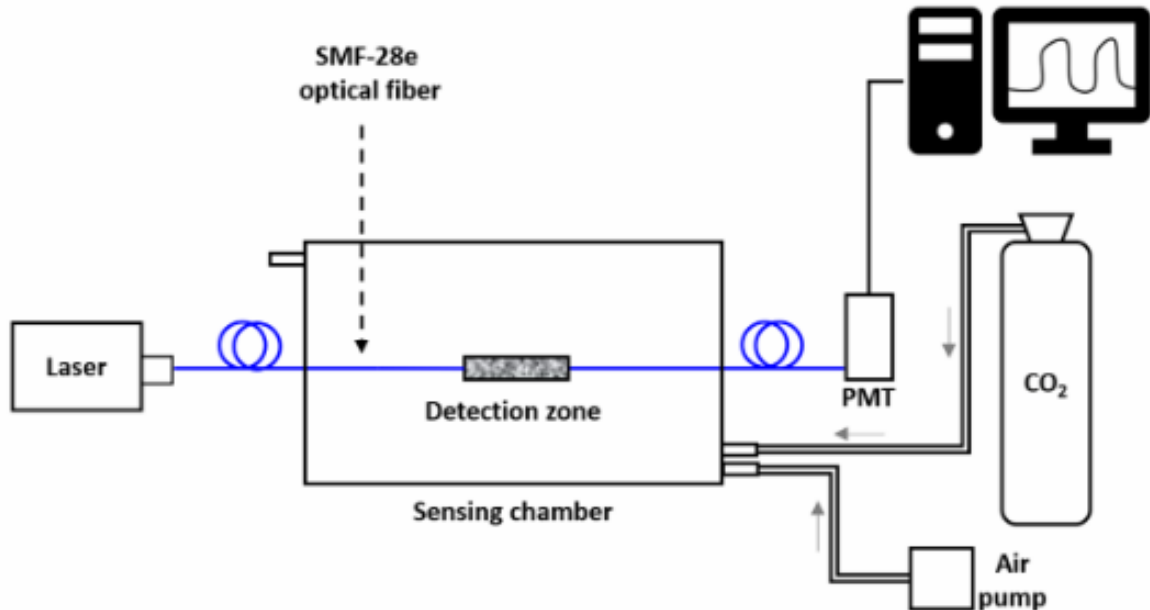 SMF-28e
optical fiber
Laser
Detection zone
PMT
CO₂
Sensing chamber
Air
pump